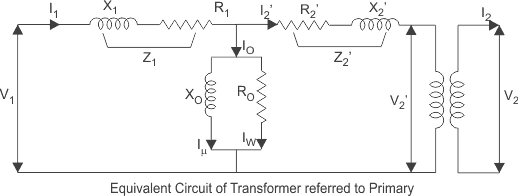 I1 X1 R1 I2' R2' X2' I2
Z1 IO Z2'
V1 XO RO V2' V2
Iμ IW
Equivalent Circuit of Transformer referred to Primary